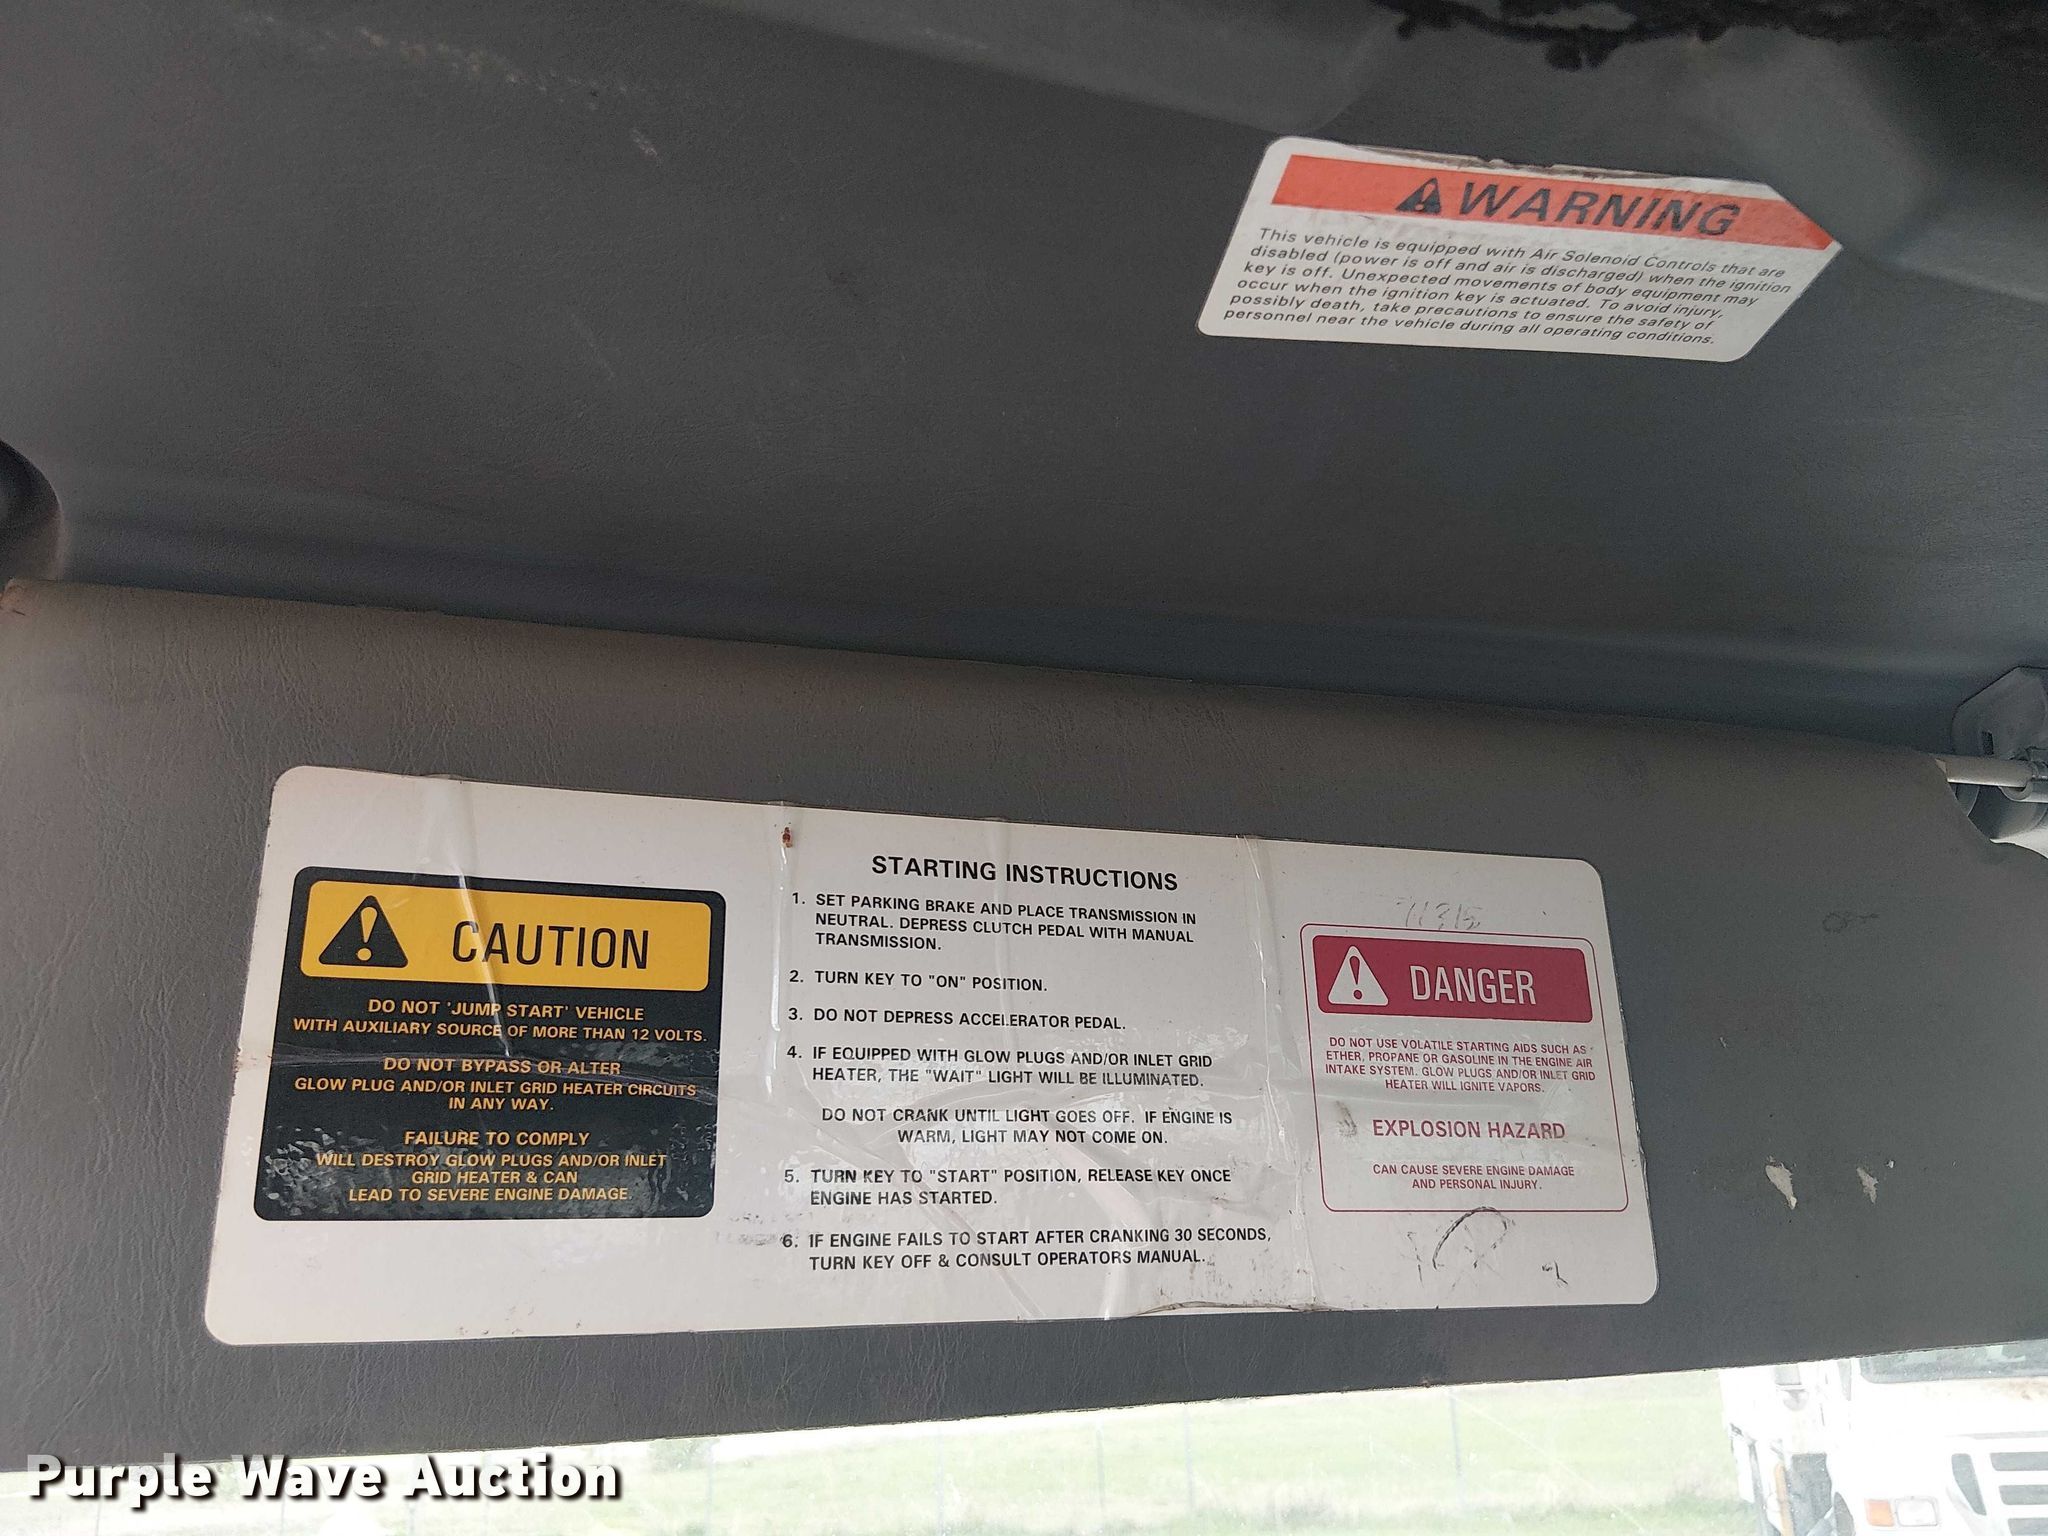 WARNING
This vehicle is equipped with Air Solenoid Controls that are
disabled (power is off and air is discharged) when the ignition
key is off. Unexpected movements of body equipment may
occur when the ignition key is actuated. To avoid injury,
possibly death, take precautions to ensure the safety of
personnel near the vehicle during all operating conditions.
CAUTION
DO NOT 'JUMP START' VEHICLE
WITH AUXILIARY SOURCE OF MORE THAN 12 VOLTS.
DO NOT BYPASS OR ALTER
GLOW PLUG AND/OR INLET GRID HEATER CIRCUITS
IN ANY WAY.
FAILURE TO COMPLY
WILL DESTROY GLOW PLUGS AND/OR INLET
GRID HEATER & CAN
LEAD TO SEVERE ENGINE DAMAGE.
STARTING INSTRUCTIONS
1. SET PARKING BRAKE AND PLACE TRANSMISSION IN
NEUTRAL. DEPRESS CLUTCH PEDAL WITH MANUAL
TRANSMISSION.
2. TURN KEY TO "ON" POSITION.
3. DO NOT DEPRESS ACCELERATOR PEDAL.
4. IF EQUIPPED WITH GLOW PLUGS AND/OR INLET GRID
HEATER, THE "WAIT" LIGHT WILL BE ILLUMINATED.
DO NOT CRANK UNTIL LIGHT GOES OFF. IF ENGINE IS
WARM, LIGHT MAY NOT COME ON.
5. TURN KEY TO "START" POSITION, RELEASE KEY ONCE
ENGINE HAS STARTED.
6. IF ENGINE FAILS TO START AFTER CRANKING 30 SECONDS,
TURN KEY OFF & CONSULT OPERATORS MANUAL.
71315
DANGER
DO NOT USE VOLATILE STARTING AIDS SUCH AS
ETHER, PROPANE OR GASOLINE IN THE ENGINE AIR
INTAKE SYSTEM. GLOW PLUGS AND/OR INLET GRID
HEATER WILL IGNITE VAPORS.
EXPLOSION HAZARD
CAN CAUSE SEVERE ENGINE DAMAGE
AND PERSONAL INJURY.
Purple Wave Auction